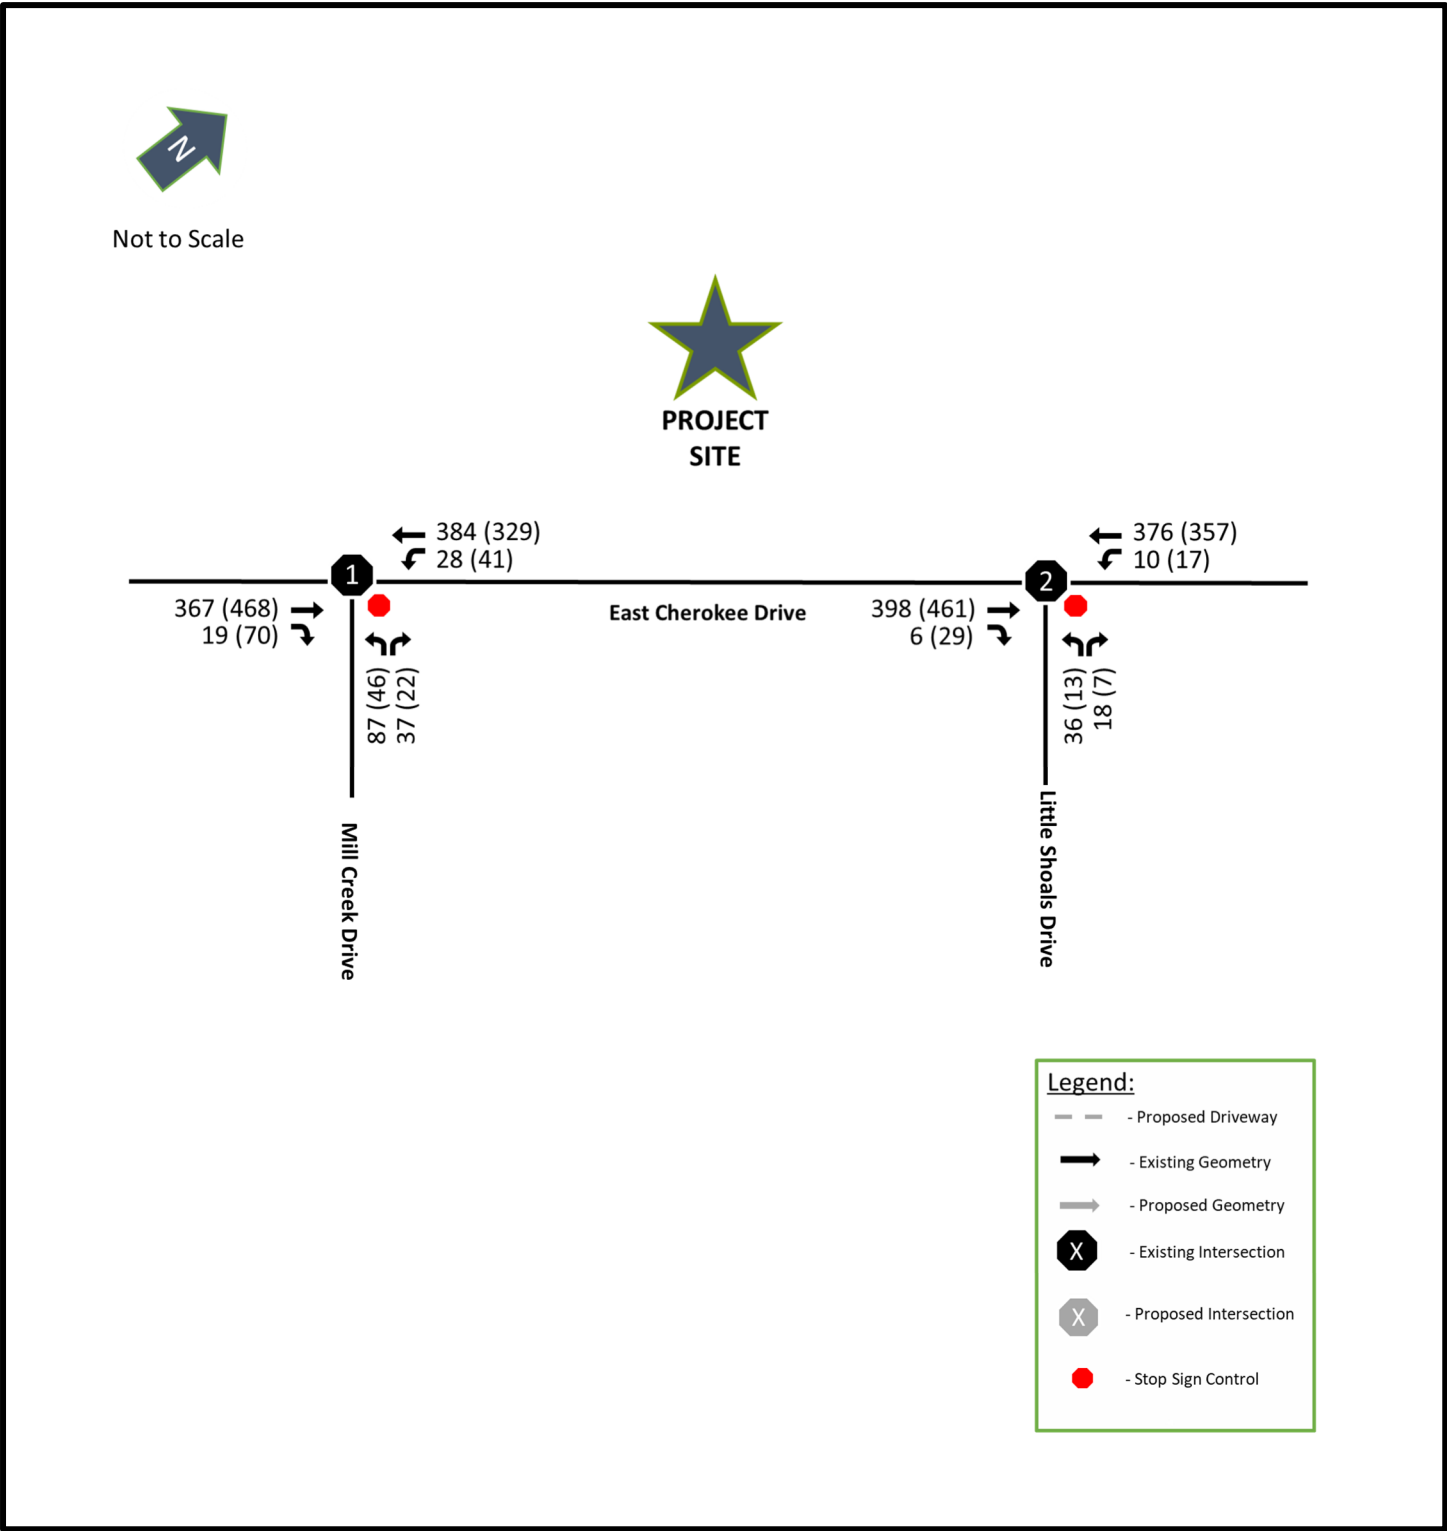 N
Not to Scale
PROJECT
SITE
384 (329)
28 (41)
376 (357)
10 (17)
1
2
367 (468)
19 (70)
East Cherokee Drive
398 (461)
6 (29)
87 (46)
37 (22)
36 (13)
18 (7)
Mill Creek Drive
Little Shoals Drive
Legend:
- Proposed Driveway
- Existing Geometry
- Proposed Geometry
X - Existing Intersection
X - Proposed Intersection
- Stop Sign Control